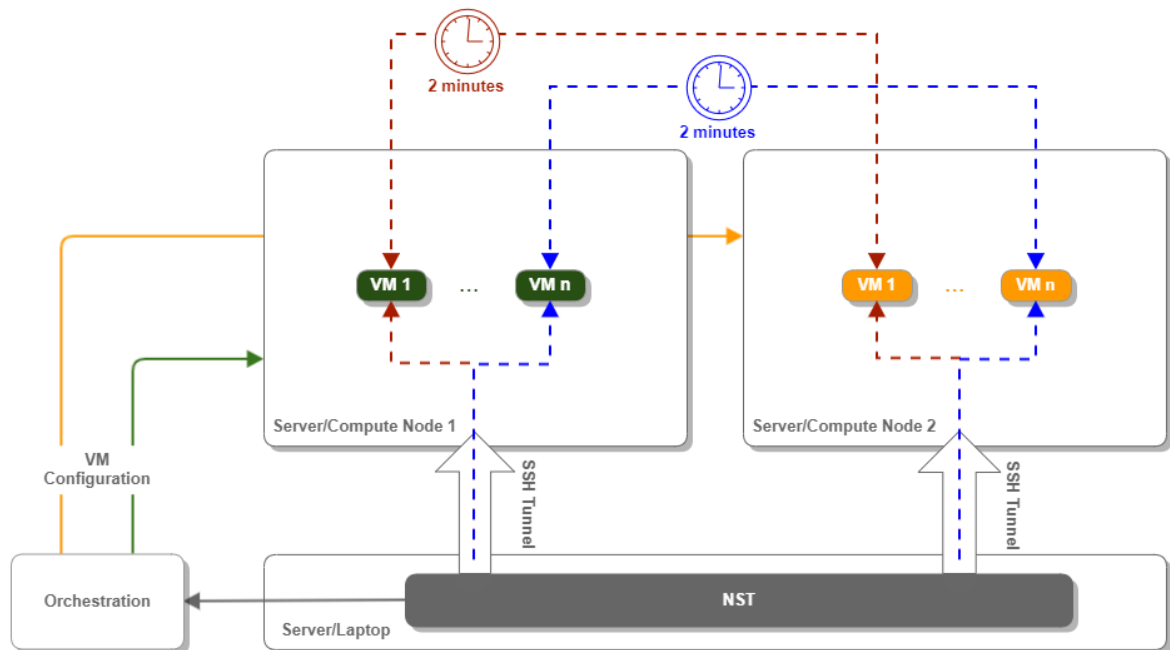 2 minutes
2 minutes
VM 1
...
VM n
VM 1
...
VM n
Server/Compute Node 1
Server/Compute Node 2
VM
Configuration
SSH Tunnel
SSH Tunnel
Orchestration
NST
Server/Laptop